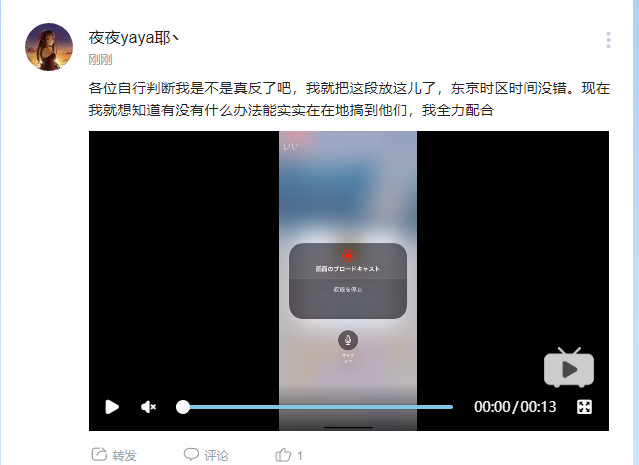 夜夜yaya耶丶
刚刚
各位自行判断我是不是真反了吧，我就把这段放这儿了，东京时区时间没错。现在
我就想知道有没有什么办法能实实在在地搞到他们，我全力配合
画面のブロードキャスト
収録を停止
マイク
オフ
00:00/00:13
转发
评论
1